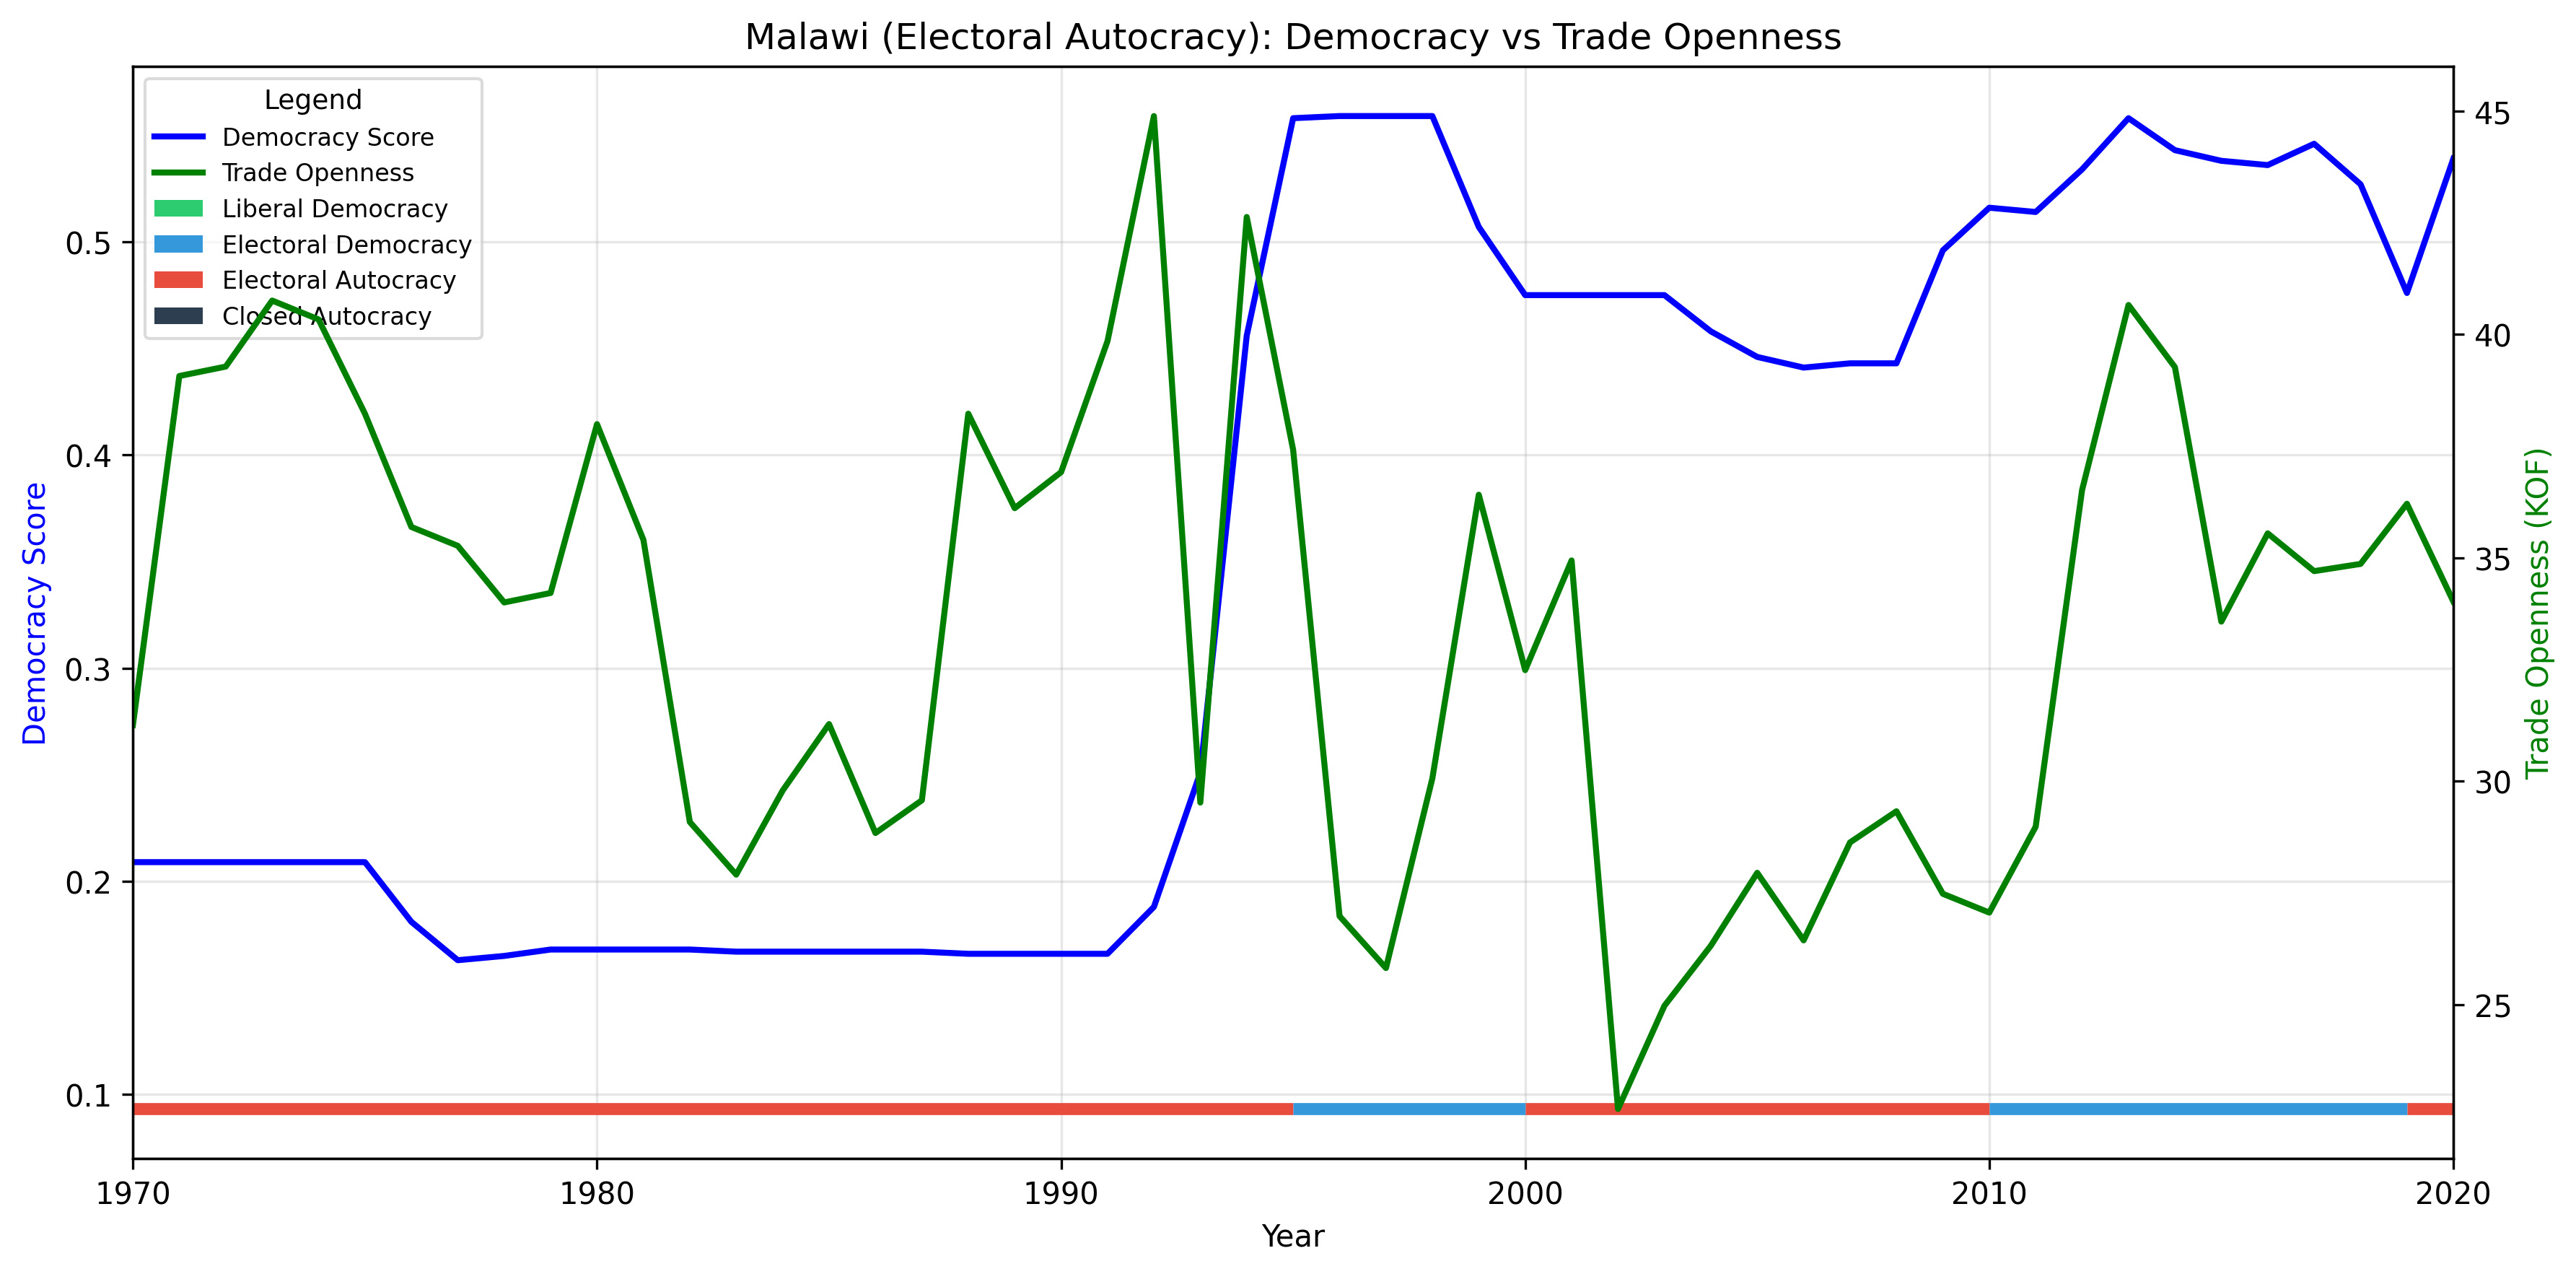 Malawi (Electoral Autocracy): Democracy vs Trade Openness
Legend
Democracy Score
Trade Openness
Liberal Democracy
Electoral Democracy
Electoral Autocracy
Closed Autocracy
Democracy Score
0.5
0.4
0.3
0.2
0.1
45
40
35
30
25
Trade Openness (KOF)
1970 1980 1990 2000 2010 2020
Year